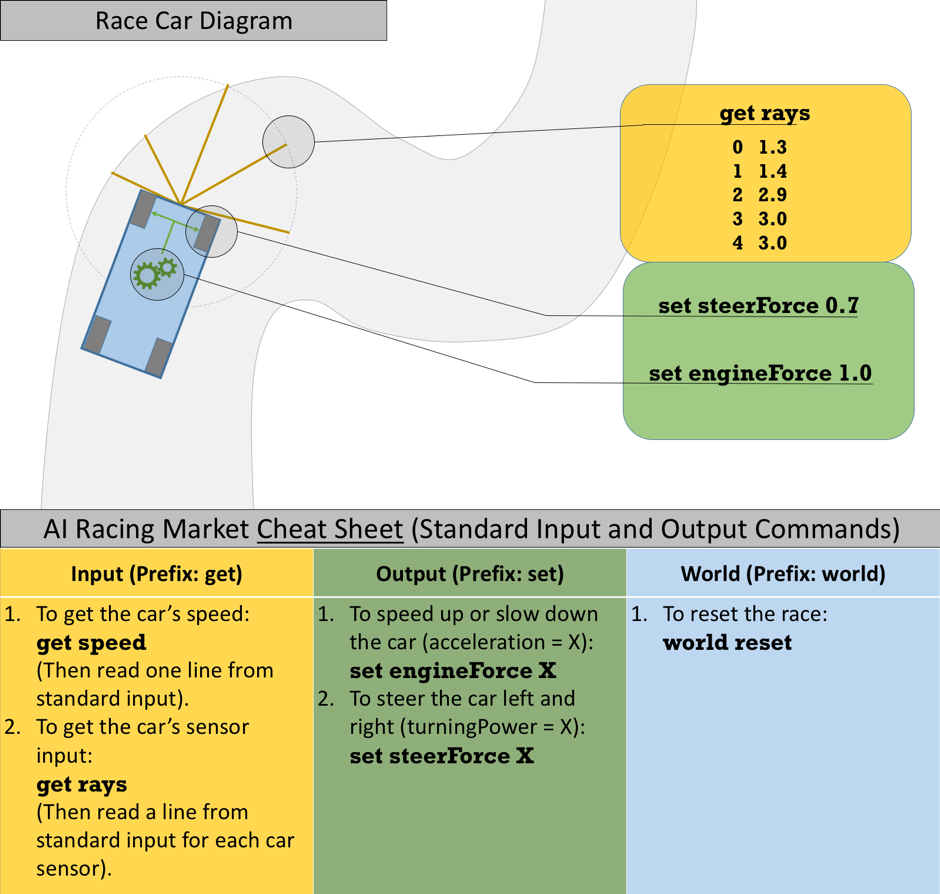 Race Car Diagram
get rays
0 1.3
1 1.4
2 2.9
3 3.0
4 3.0
set steerForce 0.7
set engineForce 1.0
AI Racing Market Cheat Sheet (Standard Input and Output Commands)
Input (Prefix: get)
1. To get the car’s speed:
get speed
(Then read one line from
standard input).
2. To get the car’s sensor
input:
get rays
(Then read a line from
standard input for each car
sensor).
Output (Prefix: set)
1. To speed up or slow down
the car (acceleration = X):
set engineForce X
2. To steer the car left and
right (turningPower = X):
set steerForce X
World (Prefix: world)
1. To reset the race:
world reset